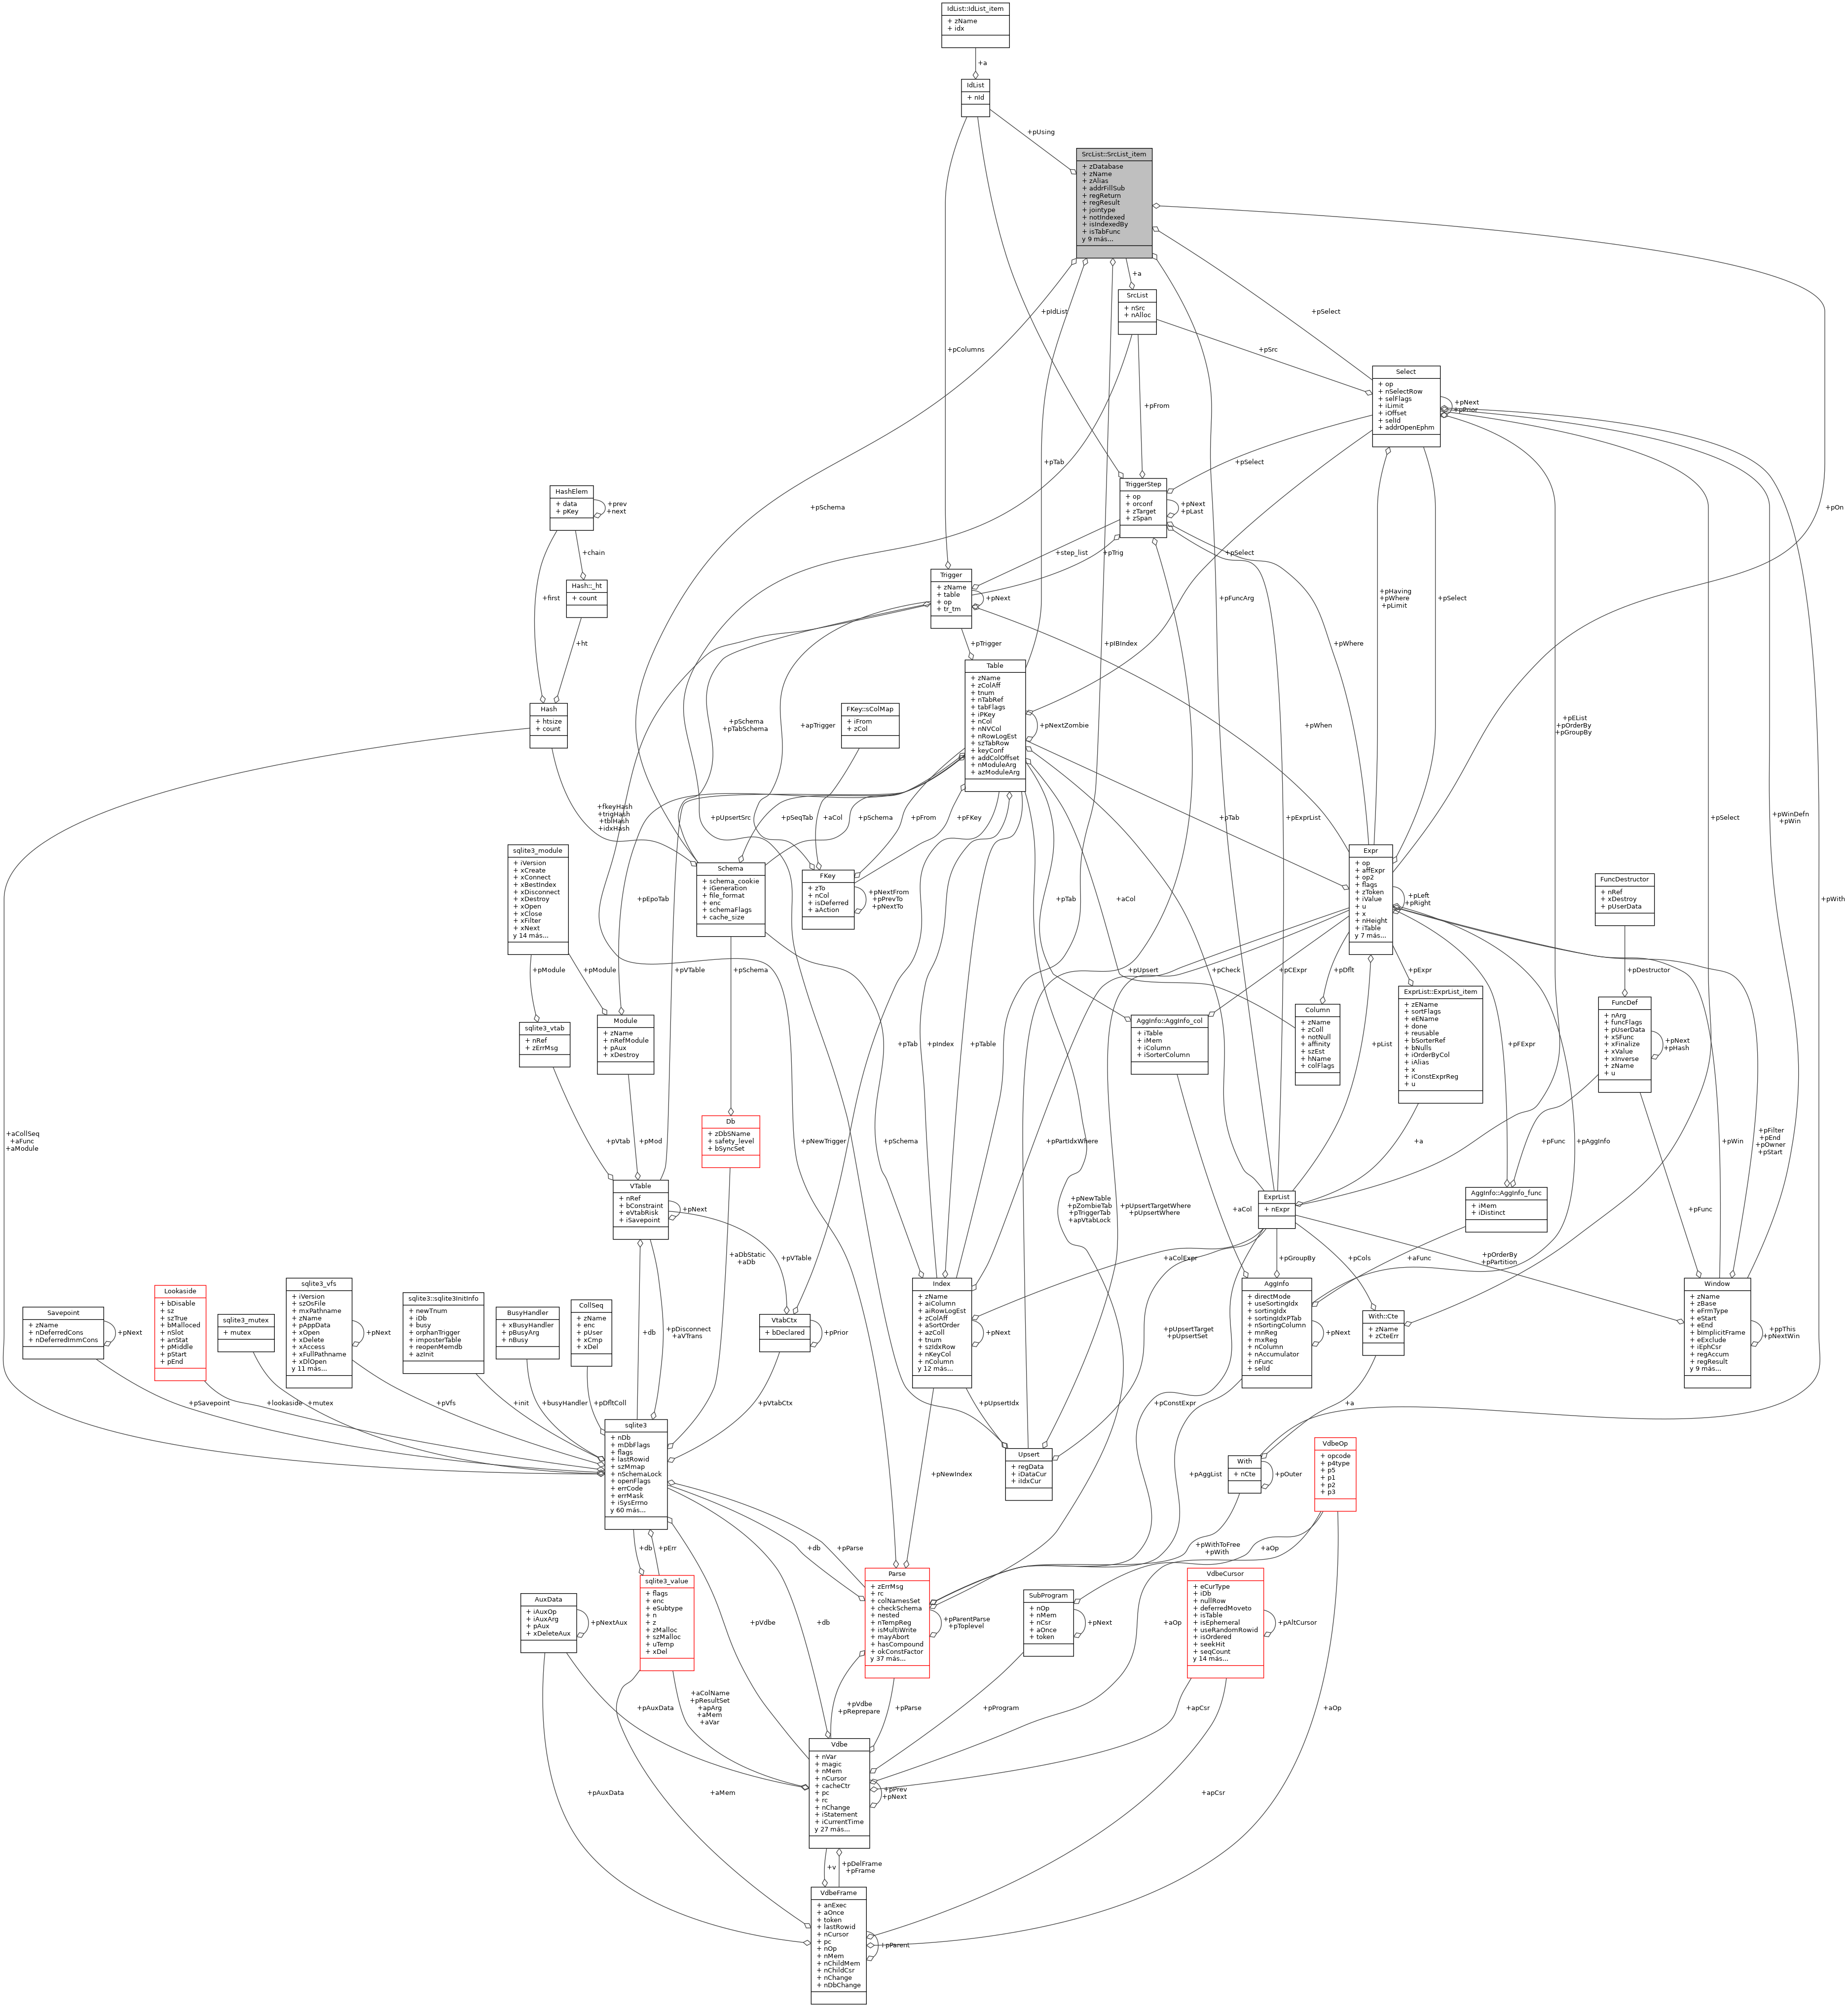 IdList::IdList_item
+ zName
+ idx
+a
IdList
+ nId
+pUsing
SrcList::SrcList_item
+ zDatabase
+ zName
+ zAlias
+ addrFillSub
+ regReturn
+ regResult
+ jointype
+ notIndexed
+ isIndexedBy
+ isTabFunc
y 9 más...
+a
SrcList
+ nSrc
+ nAlloc
+pIdList
+pSelect
+pColumns
+pSrc
Select
+ op
+ nSelectRow
+ selFlags
+ iLimit
+ iOffset
+ selId
+ addrOpenEphm
+pNext
+pPrior
+pFrom
+pTab
+pSelect
TriggerStep
+ op
+ orconf
+ zTarget
+ zSpan
+pNext
+pLast
HashElem
+ data
+ pKey
+prev
+next
+pSchema
+pOn
+chain
+step_list
+pTrig
+pSelect
Hash::_ht
+ count
+first
Trigger
+ zName
+ table
+ op
+ tr_tm
+pNext
+pFuncArg
+pHaving
+pWhere
+pLimit
+pSelect
+ht
+pTrigger
+pIBIndex
+pWhere
Table
+ zName
+ zColAff
+ tnum
+ nTabRef
+ tabFlags
+ iPKey
+ nCol
+ nNVCol
+ nRowLogEst
+ szTabRow
+ keyConf
+ addColOffset
+ nModuleArg
+ azModuleArg
+pNextZombie
Hash
+ htsize
+ count
FKey::sColMap
+ iFrom
+ zCol
+pSchema
+pTabSchema
+apTrigger
+pWhen
+pEList
+pOrderBy
+pGroupBy
+fkeyHash
+trigHash
+tblHash
+idxHash
+pUpsertSrc
+pSeqTab
+aCol
+pSchema
+pFrom
+pFKey
+pTab
+pExprList
+pSelect
+pWinDefn
+pWin
sqlite3_module
+ iVersion
+ xCreate
+ xConnect
+ xBestIndex
+ xDisconnect
+ xDestroy
+ xOpen
+ xClose
+ xFilter
+ xNext
y 14 más...
Schema
+ schema_cookie
+ iGeneration
+ file_format
+ enc
+ schemaFlags
+ cache_size
FKey
+ zTo
+ nCol
+ isDeferred
+ aAction
+pNextFrom
+pPrevTo
+pNextTo
Expr
+ op
+ affExpr
+ op2
+ flags
+ zToken
+ iValue
+ u
+ x
+ nHeight
+ iTable
y 7 más...
+pLeft
+pRight
FuncDestructor
+ nRef
+ xDestroy
+ pUserData
+pEpoTab
+pTab
+aCol
+pWith
+pModule
+pModule
+pVTable
+pSchema
+pUpsert
+pCheck
+pCExpr
+pDflt
+pExpr
+pDestructor
sqlite3_vtab
+ nRef
+ zErrMsg
Module
+ zName
+ nRefModule
+ pAux
+ xDestroy
AggInfo::AggInfo_col
+ iTable
+ iMem
+ iColumn
+ iSorterColumn
Column
+ zName
+ zColl
+ notNull
+ affinity
+ szEst
+ hName
+ colFlags
ExprList::ExprList_item
+ zEName
+ sortFlags
+ eEName
+ done
+ reusable
+ bSorterRef
+ bNulls
+ iOrderByCol
+ iAlias
+ x
+ iConstExprReg
+ u
FuncDef
+ nArg
+ funcFlags
+ pUserData
+ xSFunc
+ xFinalize
+ xValue
+ xInverse
+ zName
+ u
+pNext
+pHash
+pTab
+pIndex
+pTable
+pList
+pFExpr
Db
+ zDbSName
+ safety_level
+ bSyncSet
+aCollSeq
+aFunc
+aModule
+pVtab
+pMod
+pNewTrigger
+pSchema
+pPartIdxWhere
+a
+pFunc
+pAggInfo
+pWin
+pFilter
+pEnd
+pOwner
+pStart
VTable
+ nRef
+ bConstraint
+ eVtabRisk
+ iSavepoint
+pNext
+pNewTable
+pZombieTab
+pTriggerTab
+apVtabLock
+pUpsertTargetWhere
+pUpsertWhere
+aCol
ExprList
+ nExpr
AggInfo::AggInfo_func
+ iMem
+ iDistinct
+pFunc
+aDbStatic
+aDb
+pVTable
+aColExpr
+pGroupBy
+pCols
+aFunc
+pOrderBy
+pPartition
Savepoint
+ zName
+ nDeferredCons
+ nDeferredImmCons
+pNext
Lookaside
+ bDisable
+ sz
+ szTrue
+ bMalloced
+ nSlot
+ anStat
+ pMiddle
+ pStart
+ pEnd
sqlite3_mutex
+ mutex
sqlite3_vfs
+ iVersion
+ szOsFile
+ mxPathname
+ zName
+ pAppData
+ xOpen
+ xDelete
+ xAccess
+ xFullPathname
+ xDlOpen
y 11 más...
+pNext
sqlite3::sqlite3InitInfo
+ newTnum
+ iDb
+ busy
+ orphanTrigger
+ imposterTable
+ reopenMemdb
+ azInit
BusyHandler
+ xBusyHandler
+ pBusyArg
+ nBusy
CollSeq
+ zName
+ enc
+ pUser
+ xCmp
+ xDel
+db
+pDisconnect
+aVTrans
VtabCtx
+ bDeclared
+pPrior
Index
+ zName
+ aiColumn
+ aiRowLogEst
+ zColAff
+ aSortOrder
+ azColl
+ tnum
+ szIdxRow
+ nKeyCol
+ nColumn
y 12 más...
+pNext
+pUpsertTarget
+pUpsertSet
AggInfo
+ directMode
+ useSortingIdx
+ sortingIdx
+ sortingIdxPTab
+ nSortingColumn
+ mnReg
+ mxReg
+ nColumn
+ nAccumulator
+ nFunc
+ selId
+pNext
With::Cte
+ zName
+ zCteErr
Window
+ zName
+ zBase
+ eFrmType
+ eStart
+ eEnd
+ bImplicitFrame
+ eExclude
+ iEphCsr
+ regAccum
+ regResult
y 9 más...
+ppThis
+pNextWin
+pSavepoint
+lookaside
+mutex
+pVfs
+init
+busyHandler
+pDfltColl
+pVtabCtx
+pUpsertIdx
+pConstExpr
+a
sqlite3
+ nDb
+ mDbFlags
+ flags
+ lastRowid
+ szMmap
+ nSchemaLock
+ openFlags
+ errCode
+ errMask
+ iSysErrno
y 60 más...
Upsert
+ regData
+ iDataCur
+ iIdxCur
+pNewIndex
+pAggList
With
+ nCte
+pOuter
VdbeOp
+ opcode
+ p4type
+ p5
+ p1
+ p2
+ p3
+db
+pErr
+db
+pParse
+pWithToFree
+pWith
+aOp
sqlite3_value
+ flags
+ enc
+ eSubtype
+ n
+ z
+ zMalloc
+ szMalloc
+ uTemp
+ xDel
Parse
+ zErrMsg
+ rc
+ colNamesSet
+ checkSchema
+ nested
+ nTempReg
+ isMultiWrite
+ mayAbort
+ hasCompound
+ okConstFactor
y 37 más...
+pParentParse
+pToplevel
VdbeCursor
+ eCurType
+ iDb
+ nullRow
+ deferredMoveto
+ isTable
+ isEphemeral
+ useRandomRowid
+ isOrdered
+ seekHit
+ seqCount
y 14 más...
+pAltCursor
AuxData
+ iAuxOp
+ iAuxArg
+ pAux
+ xDeleteAux
+pNextAux
SubProgram
+ nOp
+ nMem
+ nCsr
+ aOnce
+ token
+pNext
+pVdbe
+db
+aOp
+pAuxData
+aColName
+pResultSet
+apArg
+aMem
+aVar
+pVdbe
+pReprepare
+pParse
+pProgram
+apCsr
+aOp
Vdbe
+ nVar
+ magic
+ nMem
+ nCursor
+ cacheCtr
+ pc
+ rc
+ nChange
+ iStatement
+ iCurrentTime
y 27 más...
+pPrev
+pNext
+pAuxData
+aMem
+apCsr
+v
+pDelFrame
+pFrame
VdbeFrame
+ anExec
+ aOnce
+ token
+ lastRowid
+ nCursor
+ pc
+ nOp
+ nMem
+ nChildMem
+ nChildCsr
+ nChange
+ nDbChange
+pParent